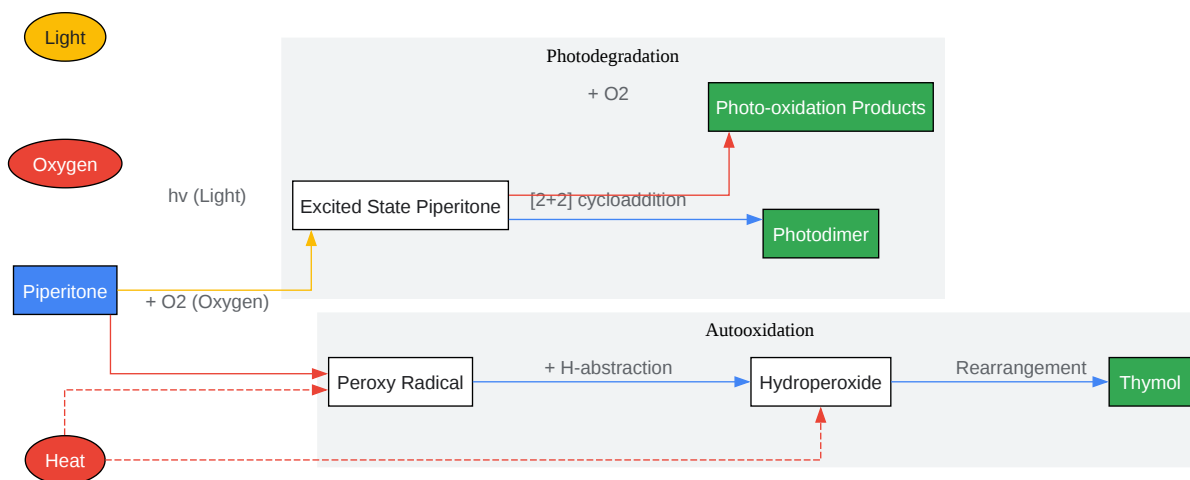 Light
Photodegradation
+ O2
Photo-oxidation Products
Oxygen
hv (Light)
Excited State Piperitone
[2+2] cycloaddition
Photodimer
Piperitone
+ O2 (Oxygen)
Autooxidation
Peroxy Radical
+ H-abstraction
Hydroperoxide
Rearrangement
Thymol
Heat